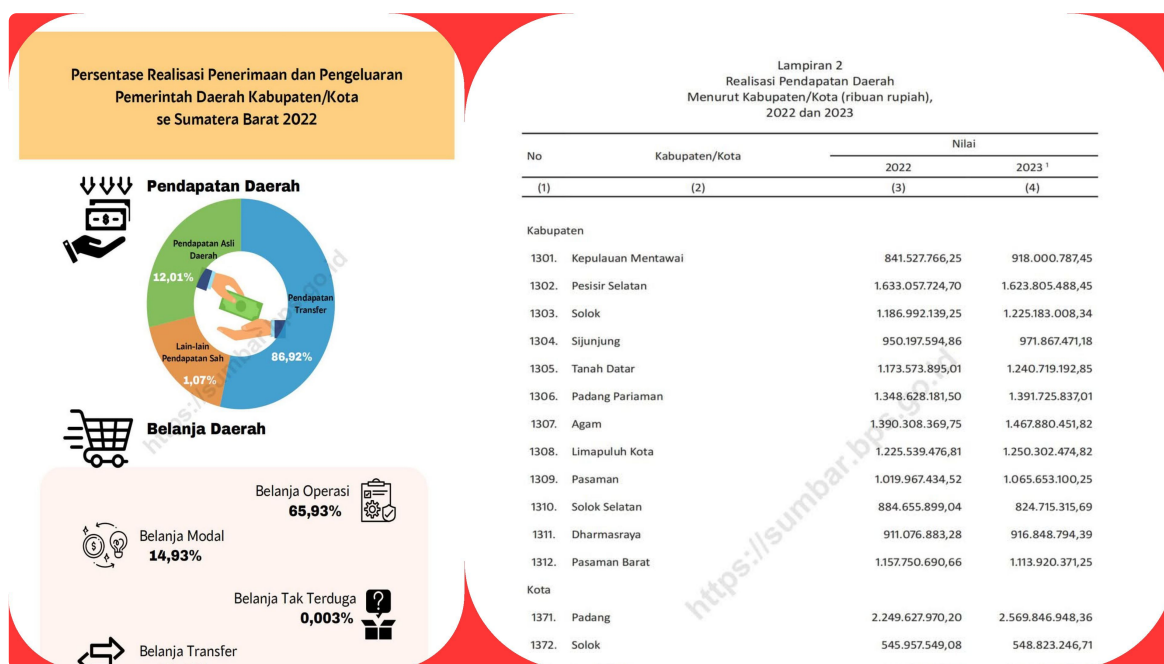 Persentase Realisasi Penerimaan dan Pengeluaran
Pemerintah Daerah Kabupaten/Kota
se Sumatera Barat 2022
Pendapatan Daerah
Pendapatan Asli
Daerah
12,01%
Pendapatan
Transfer
86,92%
Lain-lain
Pendapatan Sah
1,07%
https://sumbar.bps.go.id
Belanja Daerah
Belanja Operasi
65,93%
Belanja Modal
14,93%
Belanja Tak Terduga
0,003%
Belanja Transfer
Lampiran 2
Realisasi Pendapatan Daerah
Menurut Kabupaten/Kota (ribuan rupiah),
2022 dan 2023
No Kabupaten/Kota Nilai
2022 2023 ¹
(1) (2) (3) (4)
Kabupaten
1301. Kepulauan Mentawai 841.527.766,25 918.000.787,45
1302. Pesisir Selatan 1.633.057.724,70 1.623.805.488,45
1303. Solok 1.186.992.139,25 1.225.183.008,34
1304. Sijunjung 950.197.594,86 971.867.471,18
1305. Tanah Datar 1.173.573.895,01 1.240.719.192,85
1306. Padang Pariaman 1.348.628.181,50 1.391.725.837,01
1307. Agam 1.390.308.369,75 1.467.880.451,82
1308. Limapuluh Kota 1.225.539.476,81 1.250.302.474,82
1309. Pasaman 1.019.967.434,52 1.065.653.100,25
1310. Solok Selatan 884.655.899,04 824.715.315,69
1311. Dharmasraya 911.076.883,28 916.848.794,39
1312. Pasaman Barat 1.157.750.690,66 1.113.920.371,25
Kota
1371. Padang 2.249.627.970,20 2.569.846.948,36
1372. Solok 545.957.549,08 548.823.246,71
https://sumbar.bps.go.id